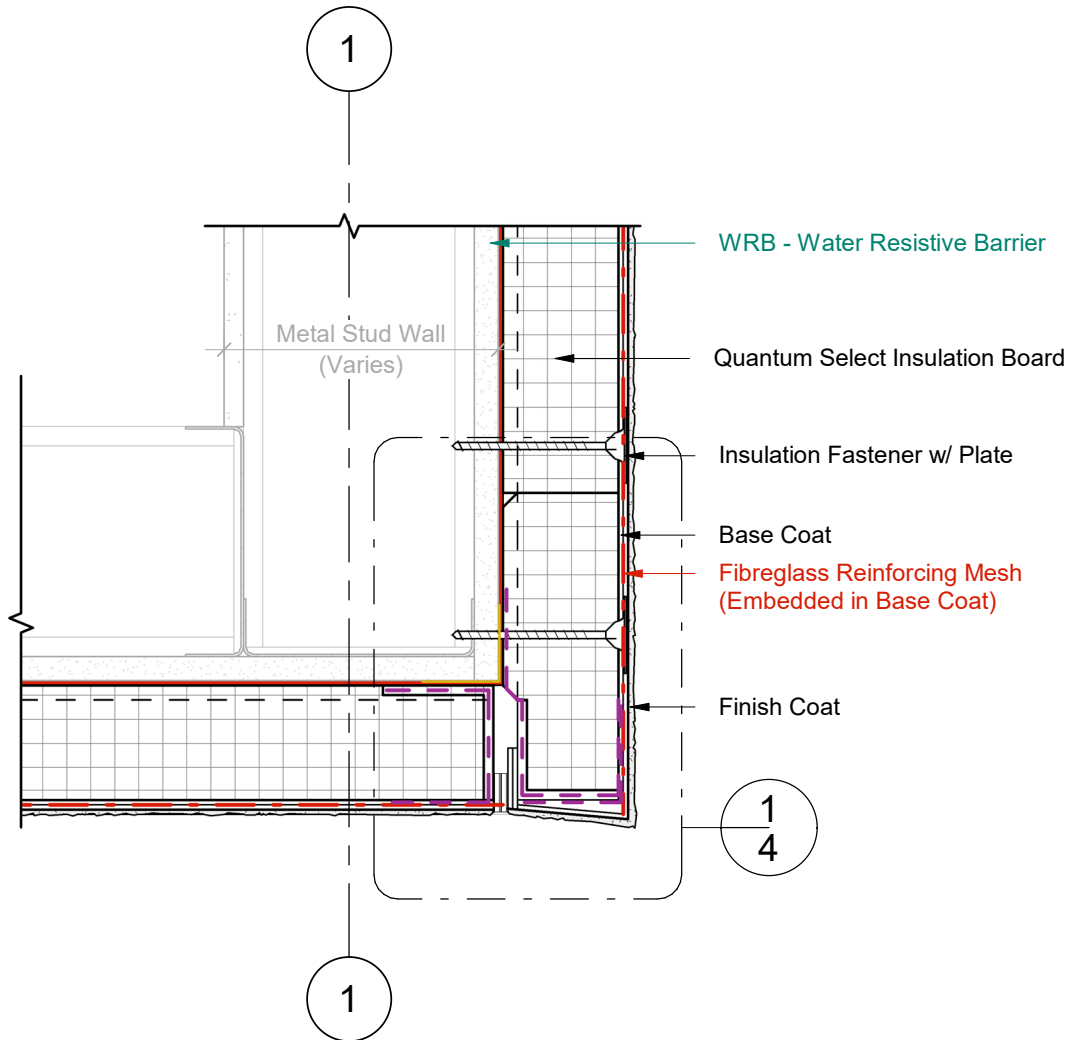 1
WRB - Water Resistive Barrier
Metal Stud Wall
(Varies)
Quantum Select Insulation Board
Insulation Fastener w/ Plate
Base Coat
Fibreglass Reinforcing Mesh
(Embedded in Base Coat)
Finish Coat
1
4
1